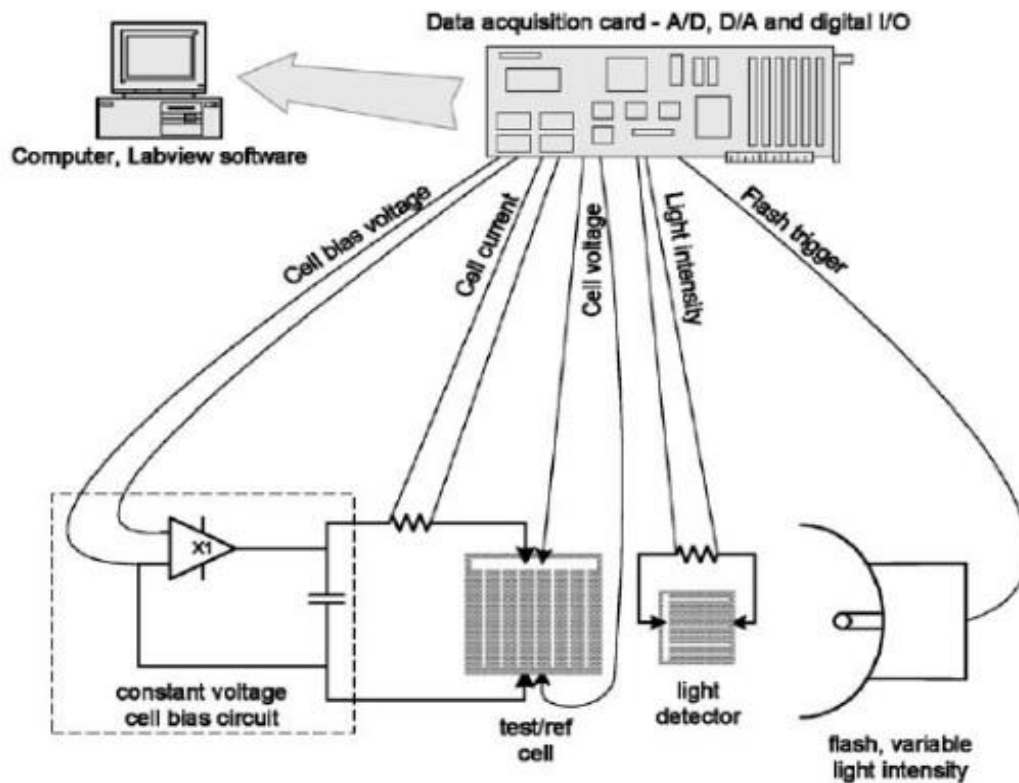 Data acquisition card - A/D, D/A and digital I/O
Computer, Labview software
Cell bias voltage
Cell current
Cell voltage
Light intensity
Flash trigger
X1
constant voltage
cell bias circuit
test/ref
cell
light
detector
flash, variable
light intensity